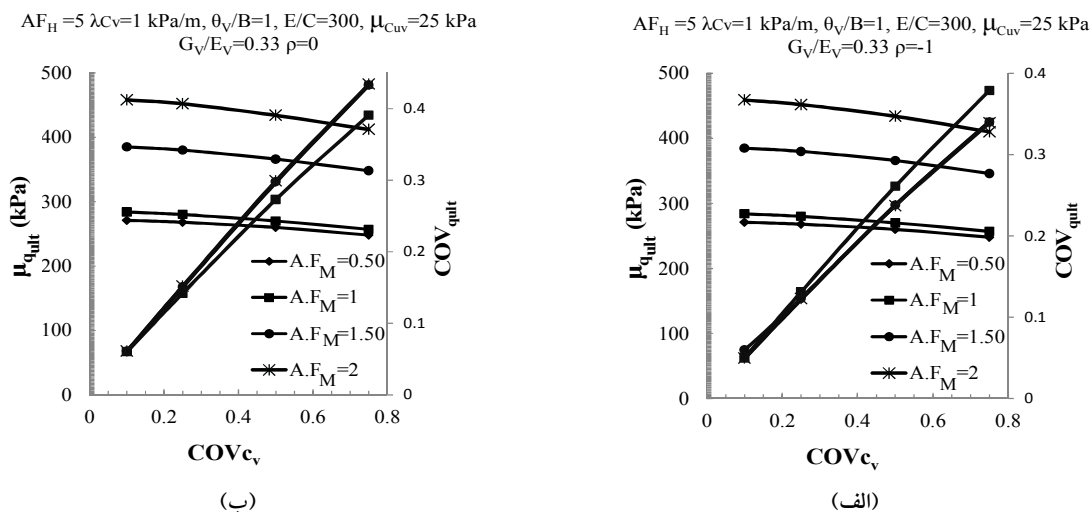 AF_H =5 λCv=1 kPa/m, θ_V/B=1, E/C=300, μ_Cuv=25 kPa
G_V/E_V=0.33 ρ=0
500
450
400
300
200
100
0
μ_qult (kPa)
0.4
0.3
0.2
0.1
0
COV_qult
A.F_M=0.50
A.F_M=1
A.F_M=1.50
A.F_M=2
0 0.2 0.4 0.6 0.8
COVc_v
(ب)
AF_H =5 λCv=1 kPa/m, θ_V/B=1, E/C=300, μ_Cuv=25 kPa
G_V/E_V=0.33 ρ=-1
500
450
400
300
200
100
0
μ_qult (kPa)
0.4
0.3
0.2
0.1
0
COV_qult
A.F_M=0.50
A.F_M=1
A.F_M=1.50
A.F_M=2
0 0.2 0.4 0.6 0.8
COVc_v
(الف)